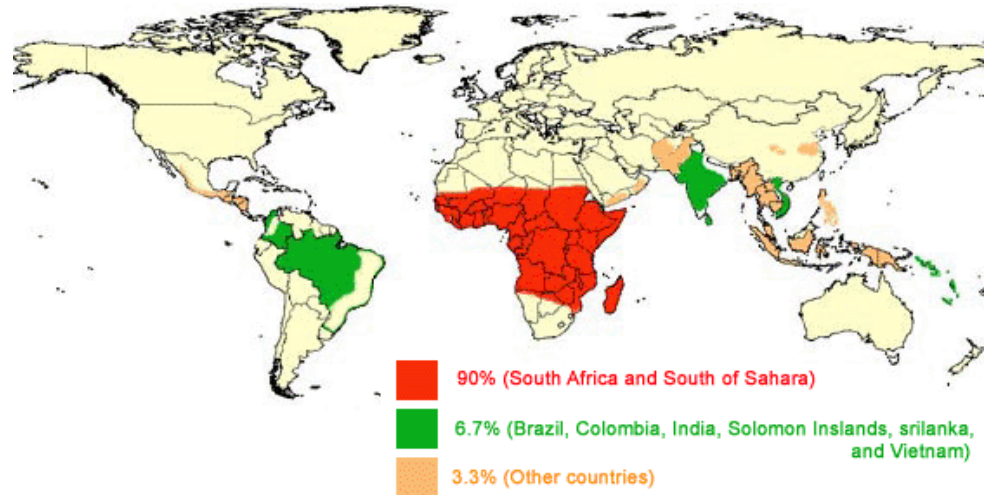 90% (South Africa and South of Sahara)
6.7% (Brazil, Colombia, India, Solomon Inslands, srilanka,
and Vietnam)
3.3% (Other countries)